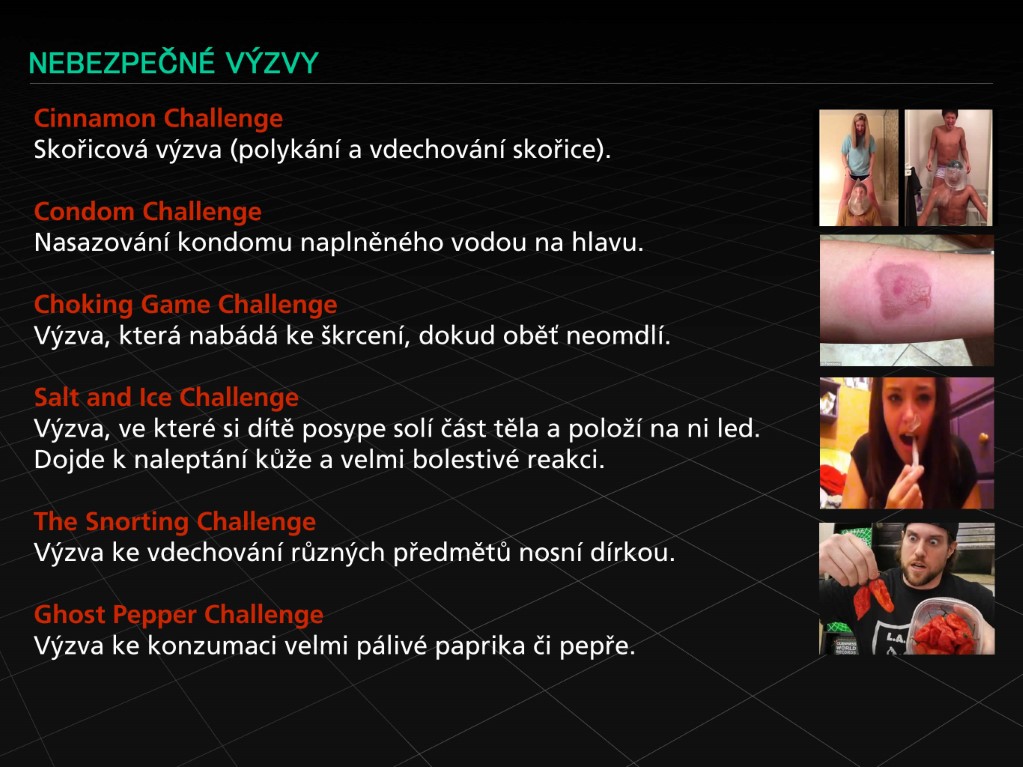 NEBEZPEČNÉ VÝZVY
Cinnamon Challenge
Skořicová výzva (polykání a vdechování skořice).
Condom Challenge
Nasazování kondomu naplněného vodou na hlavu.
Choking Game Challenge
Výzva, která nabádá ke škrcení, dokud oběť neomdlí.
Salt and Ice Challenge
Výzva, ve které si dítě posype solí část těla a položí na ni led.
Dojde k naleptání kůže a velmi bolestivé reakci.
The Snorting Challenge
Výzva ke vdechování různých předmětů nosní dírkou.
Ghost Pepper Challenge
Výzva ke konzumaci velmi pálivé paprika či pepře.
L.A.
WORLD